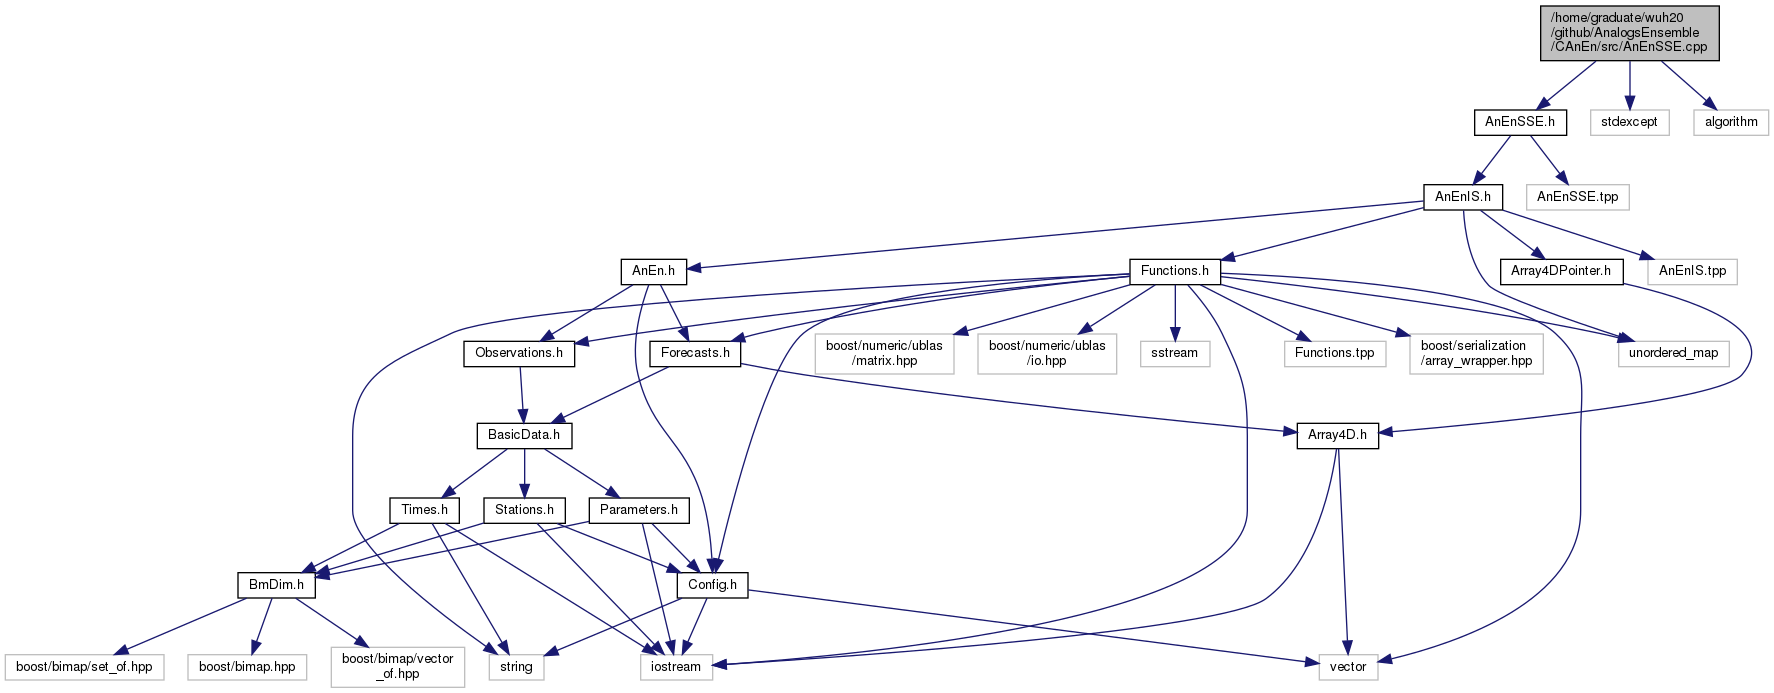 /home/graduate/wuh20
/github/AnalogsEnsemble
/CAnEn/src/AnEnSSE.cpp
AnEnSSE.h
stdexcept
algorithm
AnEnIS.h
AnEnSSE.tpp
AnEn.h
Functions.h
Array4DPointer.h
AnEnIS.tpp
Observations.h
Forecasts.h
boost/numeric/ublas
/matrix.hpp
boost/numeric/ublas
/io.hpp
sstream
Functions.tpp
boost/serialization
/array_wrapper.hpp
unordered_map
BasicData.h
Array4D.h
Times.h
Stations.h
Parameters.h
BmDim.h
Config.h
boost/bimap/set_of.hpp
boost/bimap.hpp
boost/bimap/vector
_of.hpp
string
iostream
vector